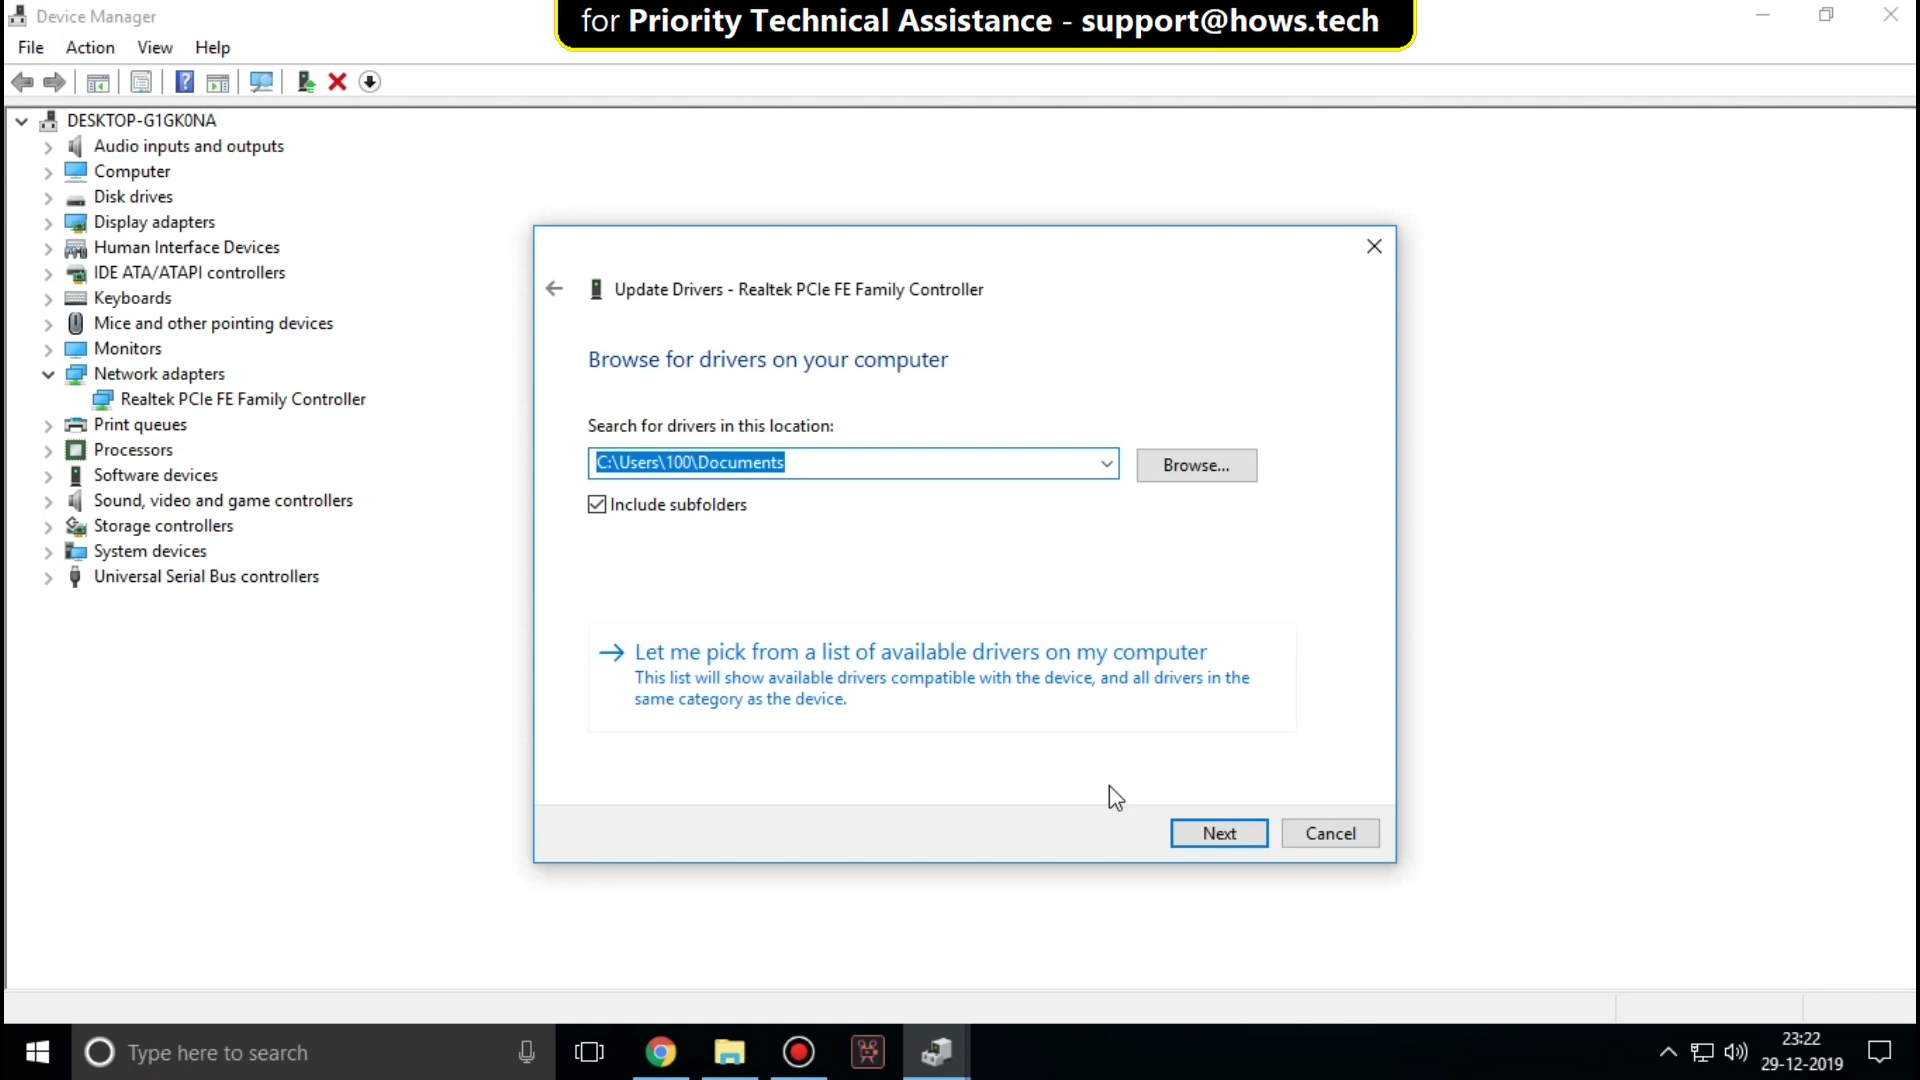 Device Manager
for Priority Technical Assistance - support@hows.tech
File Action View Help
DESKTOP-G1GK0NA
Audio inputs and outputs
Computer
Disk drives
Display adapters
Human Interface Devices
IDE ATA/ATAPI controllers
Keyboards
Mice and other pointing devices
Monitors
Network adapters
Realtek PCIe FE Family Controller
Print queues
Processors
Software devices
Sound, video and game controllers
Storage controllers
System devices
Universal Serial Bus controllers
Update Drivers - Realtek PCIe FE Family Controller
Browse for drivers on your computer
Search for drivers in this location:
C:\Users\100\Documents
Browse...
Include subfolders
Let me pick from a list of available drivers on my computer
This list will show available drivers compatible with the device, and all drivers in the
same category as the device.
Next Cancel
Type here to search
23:22
29-12-2019